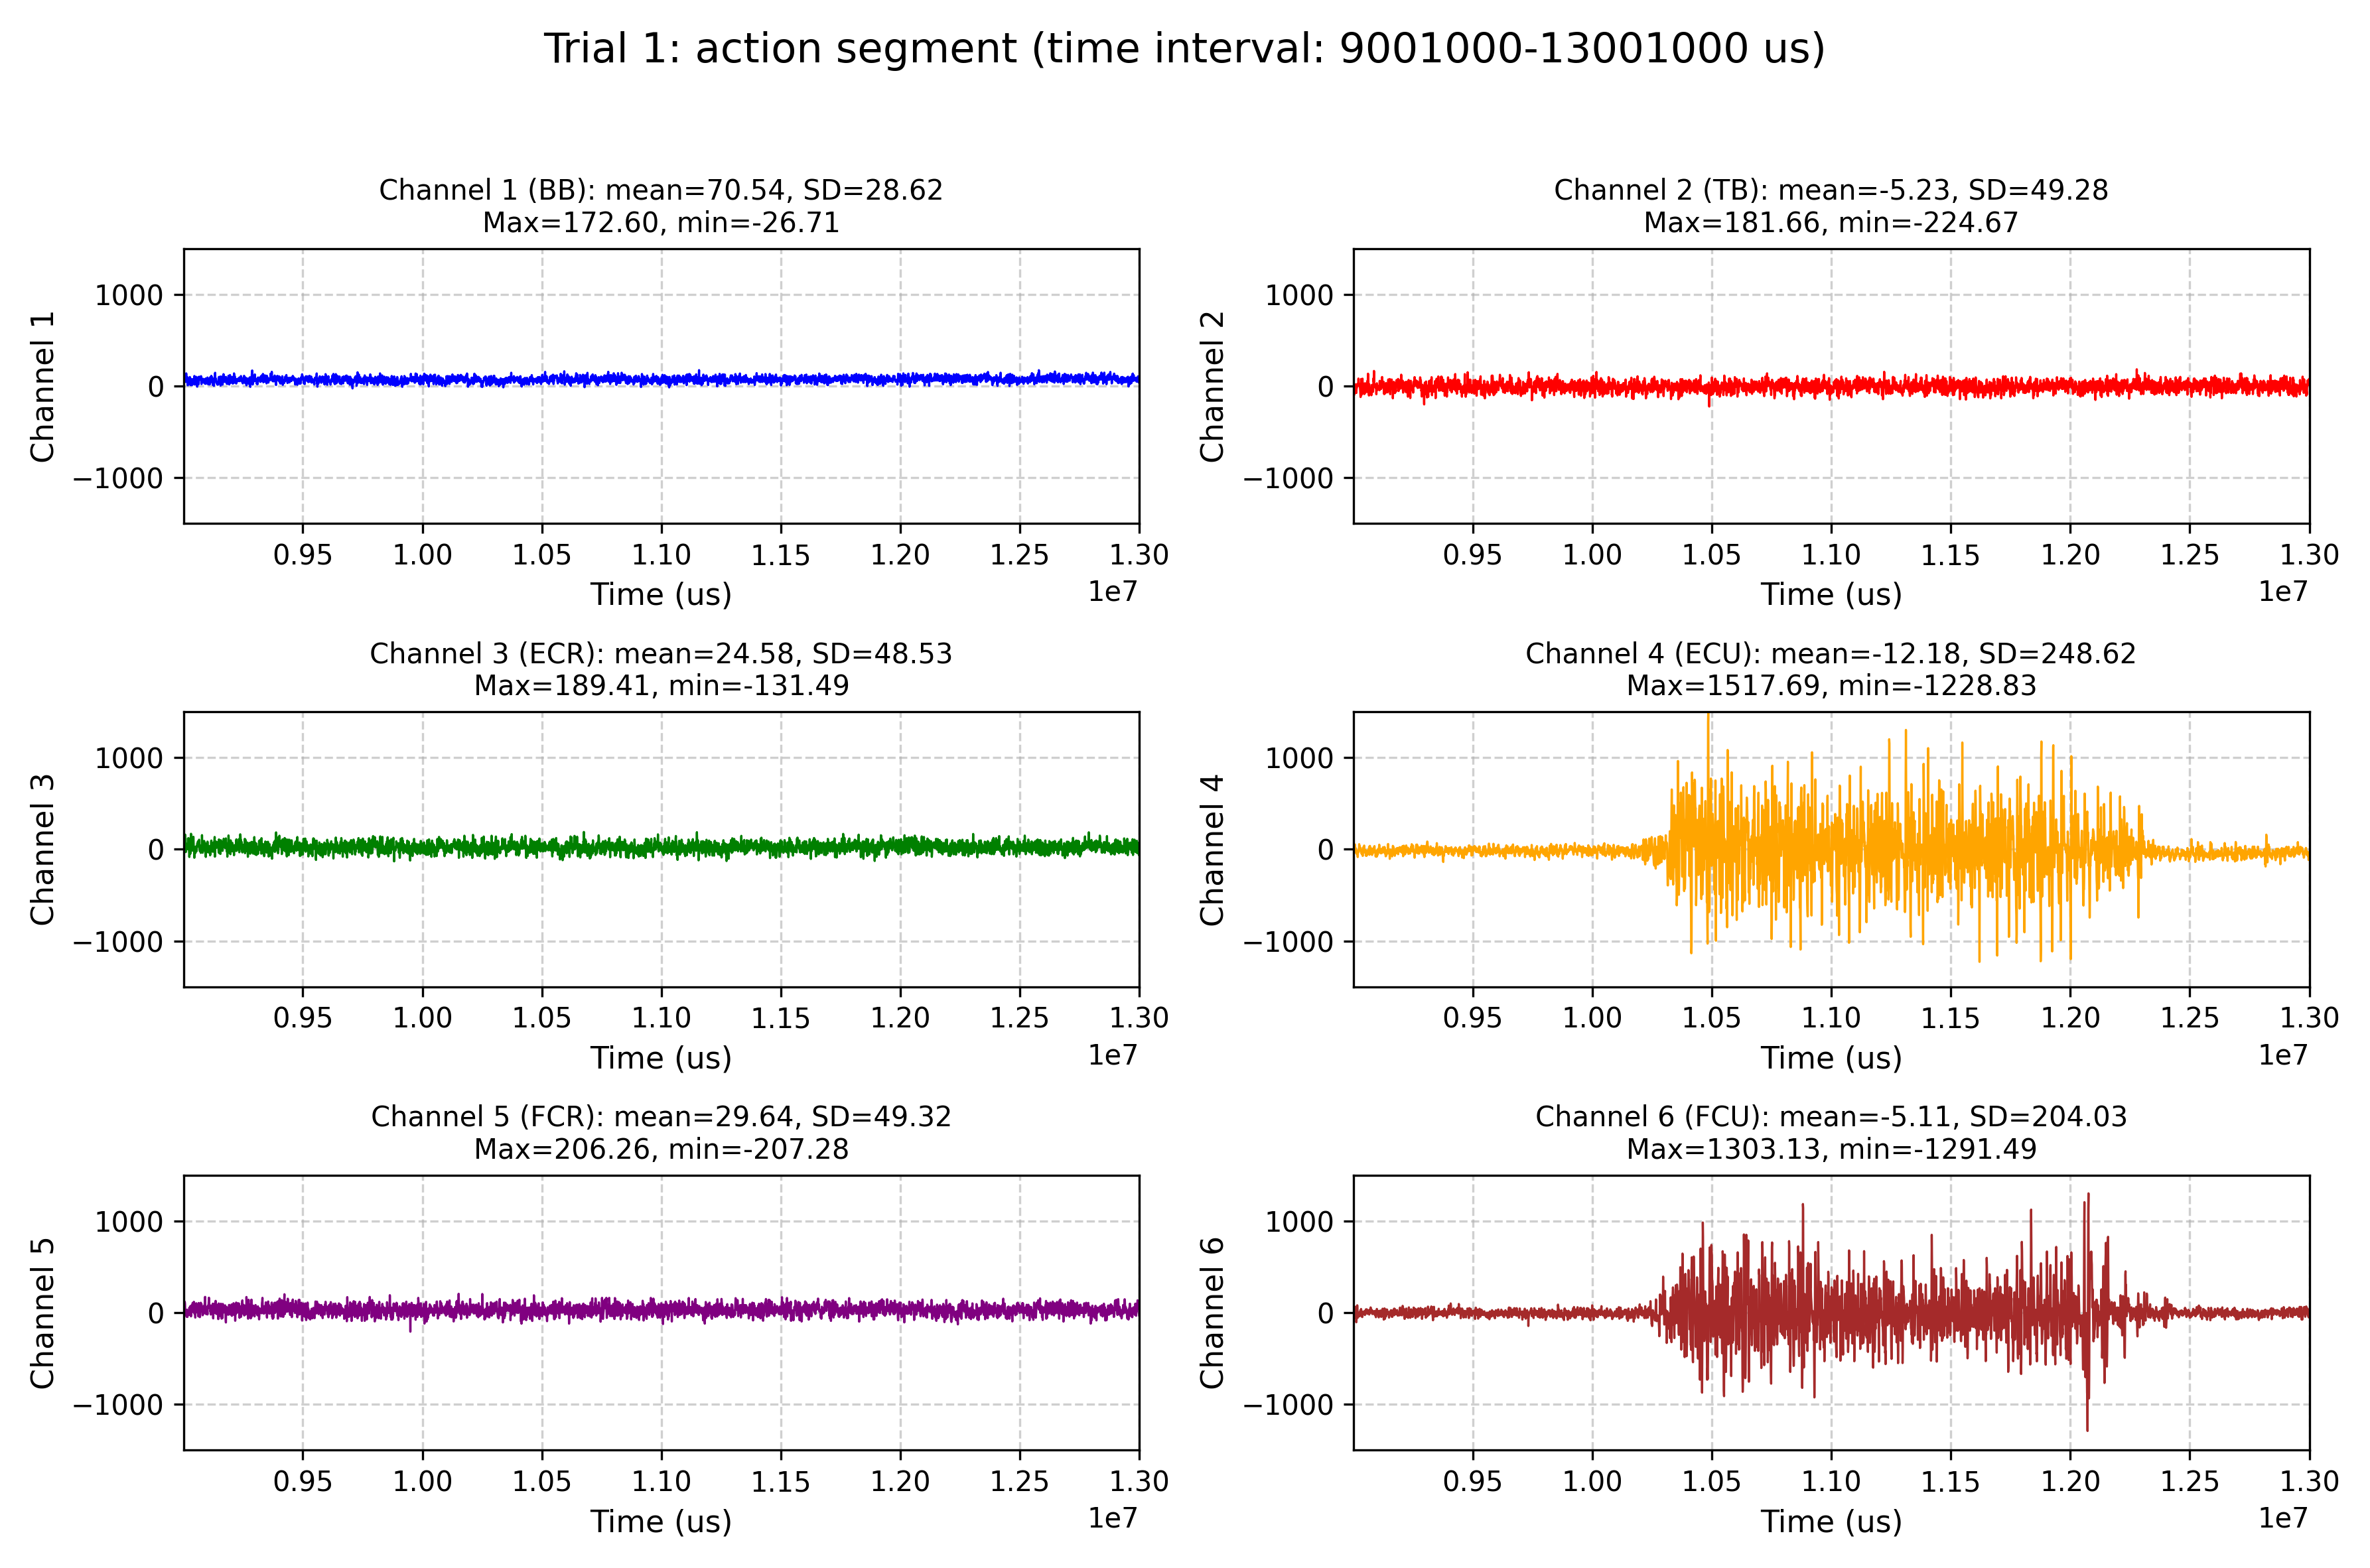 Trial 1: action segment (time interval: 9001000-13001000 us)
Channel 1 (BB): mean=70.54, SD=28.62
Max=172.60, min=-26.71
1000
0
−1000
Channel 1
0.95 1.00 1.05 1.10 1.15 1.20 1.25 1.30
Time (us)
1e7
Channel 2 (TB): mean=-5.23, SD=49.28
Max=181.66, min=-224.67
1000
0
−1000
Channel 2
0.95 1.00 1.05 1.10 1.15 1.20 1.25 1.30
Time (us)
1e7
Channel 3 (ECR): mean=24.58, SD=48.53
Max=189.41, min=-131.49
1000
0
−1000
Channel 3
0.95 1.00 1.05 1.10 1.15 1.20 1.25 1.30
Time (us)
1e7
Channel 4 (ECU): mean=-12.18, SD=248.62
Max=1517.69, min=-1228.83
1000
0
−1000
Channel 4
0.95 1.00 1.05 1.10 1.15 1.20 1.25 1.30
Time (us)
1e7
Channel 5 (FCR): mean=29.64, SD=49.32
Max=206.26, min=-207.28
1000
0
−1000
Channel 5
0.95 1.00 1.05 1.10 1.15 1.20 1.25 1.30
Time (us)
1e7
Channel 6 (FCU): mean=-5.11, SD=204.03
Max=1303.13, min=-1291.49
1000
0
−1000
Channel 6
0.95 1.00 1.05 1.10 1.15 1.20 1.25 1.30
Time (us)
1e7